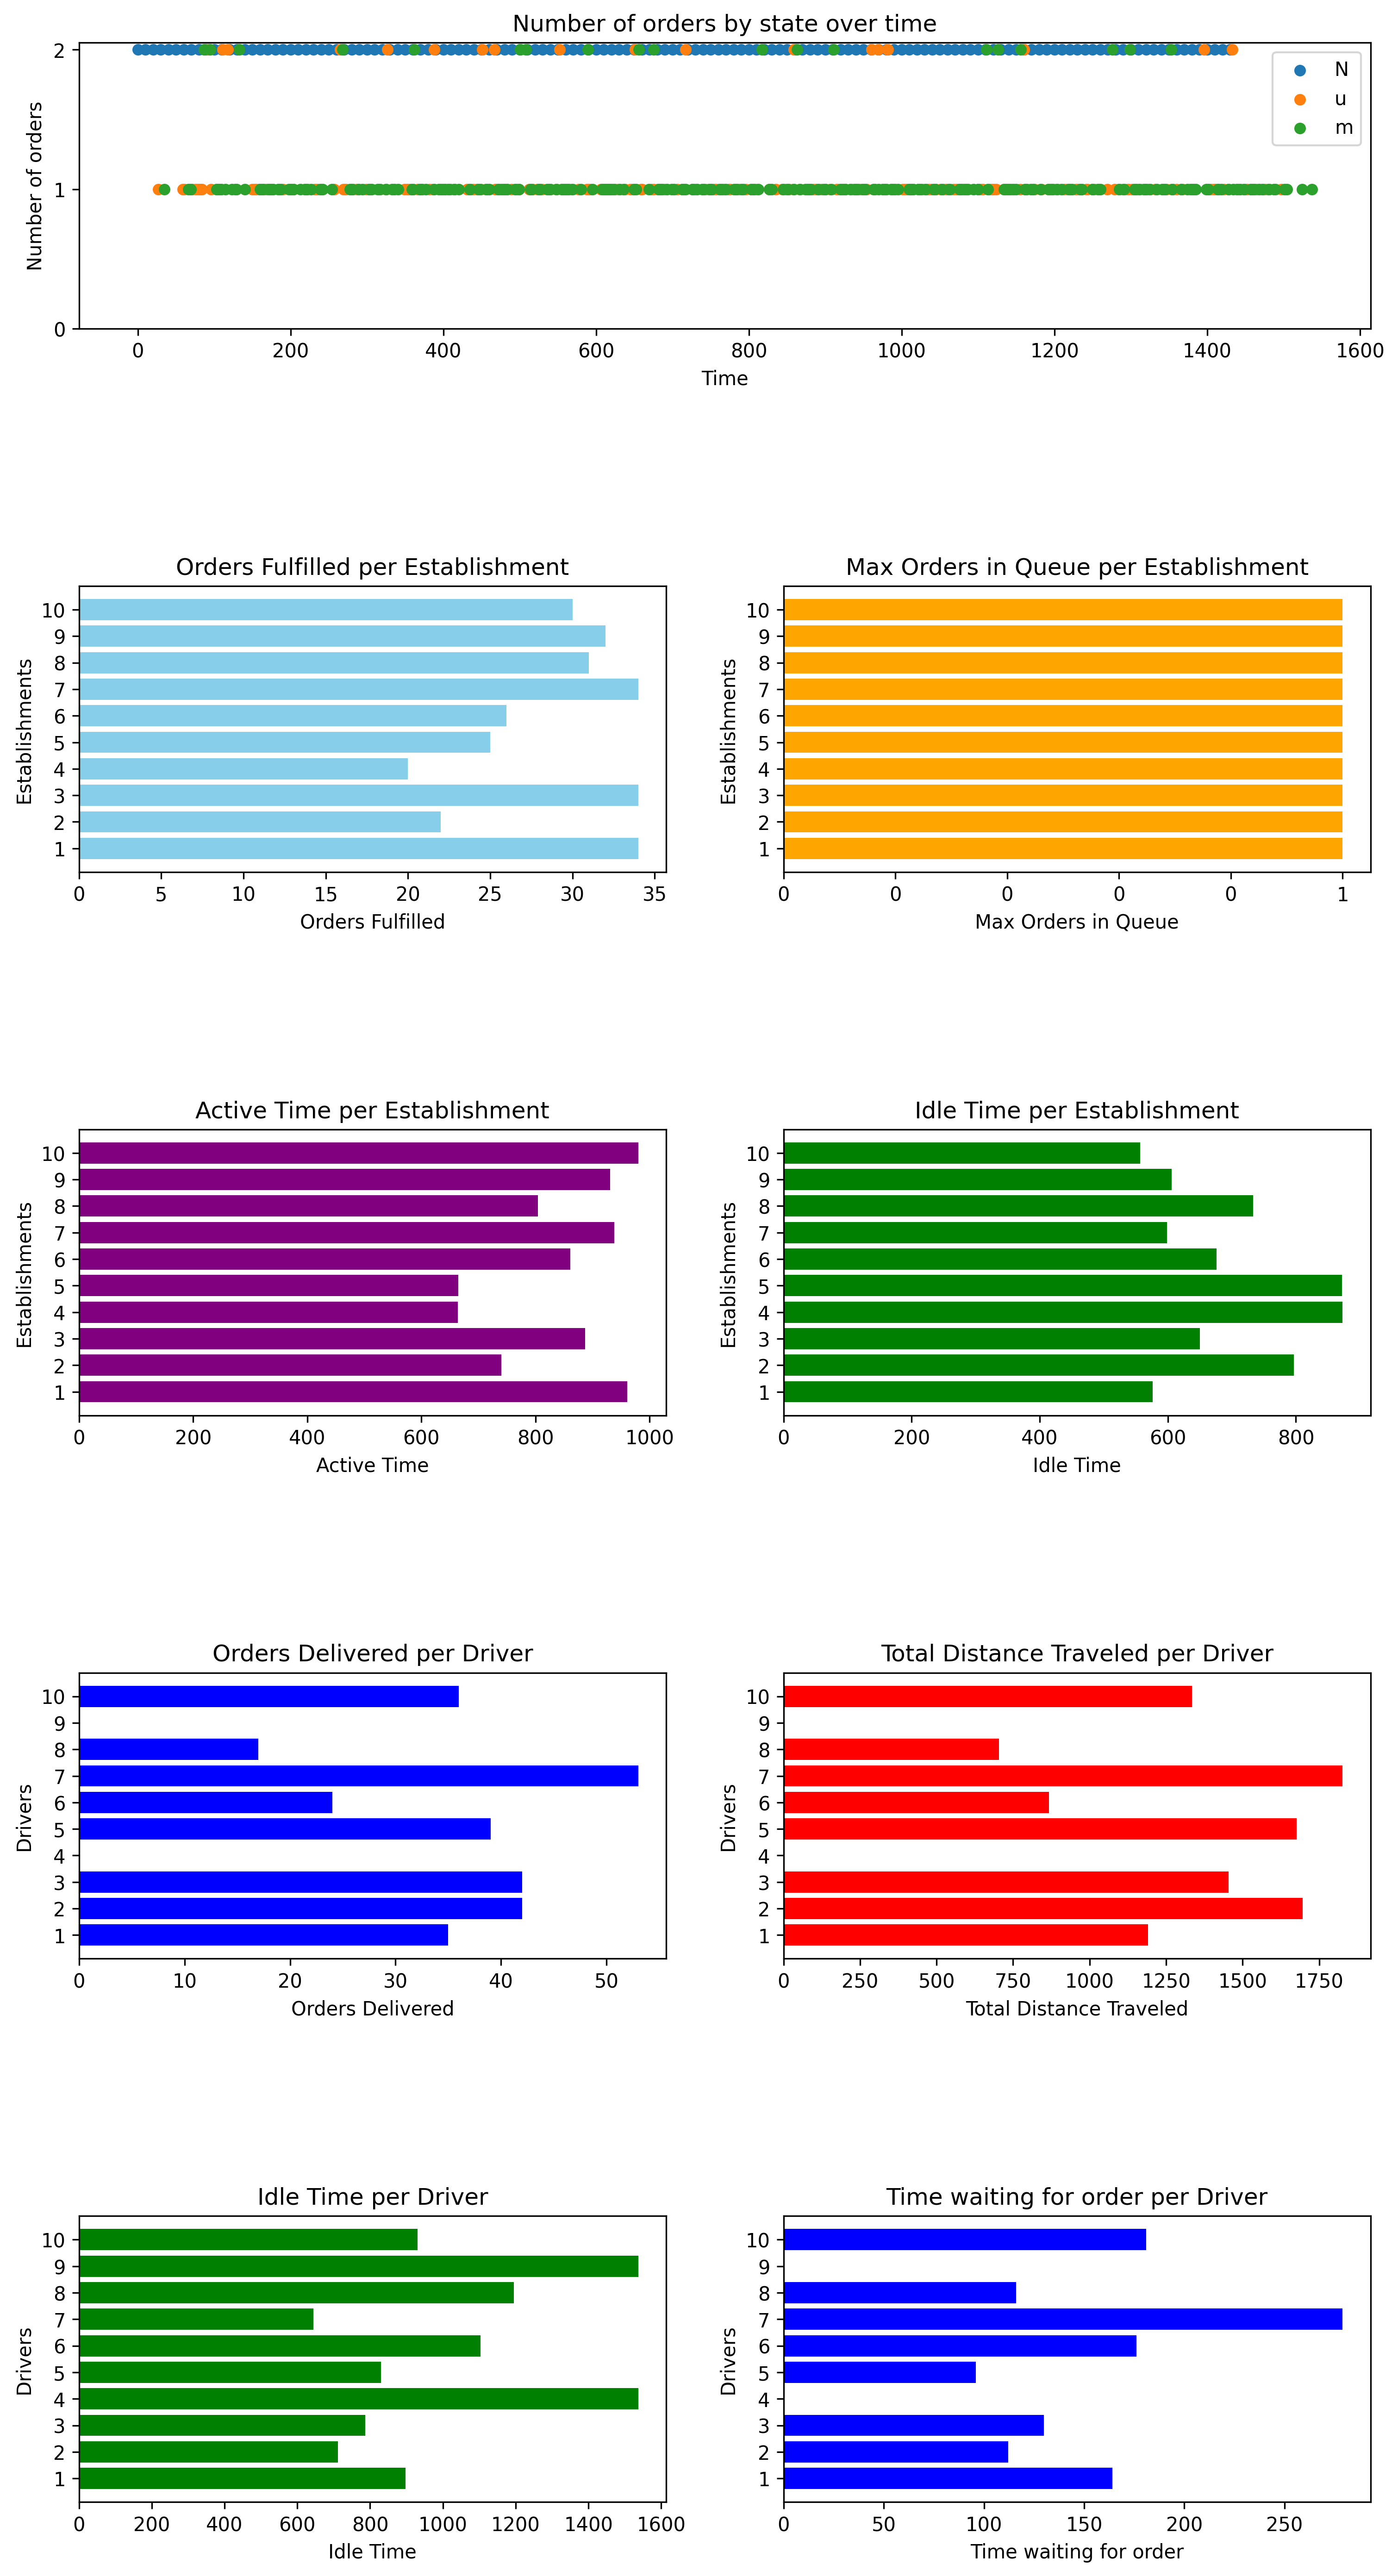 Number of orders by state over time
Number of orders
2
1
0
N
u
m
0 200 400 600 800 1000 1200 1400 1600
Time
Orders Fulfilled per Establishment
Establishments
10
9
8
7
6
5
4
3
2
1
0 5 10 15 20 25 30 35
Orders Fulfilled
Max Orders in Queue per Establishment
Establishments
10
9
8
7
6
5
4
3
2
1
0 0 0 0 0 1
Max Orders in Queue
Active Time per Establishment
Establishments
10
9
8
7
6
5
4
3
2
1
0 200 400 600 800 1000
Active Time
Idle Time per Establishment
Establishments
10
9
8
7
6
5
4
3
2
1
0 200 400 600 800
Idle Time
Orders Delivered per Driver
Drivers
10
9
8
7
6
5
4
3
2
1
0 10 20 30 40 50
Orders Delivered
Total Distance Traveled per Driver
Drivers
10
9
8
7
6
5
4
3
2
1
0 250 500 750 1000 1250 1500 1750
Total Distance Traveled
Idle Time per Driver
Drivers
10
9
8
7
6
5
4
3
2
1
0 200 400 600 800 1000 1200 1400 1600
Idle Time
Time waiting for order per Driver
Drivers
10
9
8
7
6
5
4
3
2
1
0 50 100 150 200 250
Time waiting for order